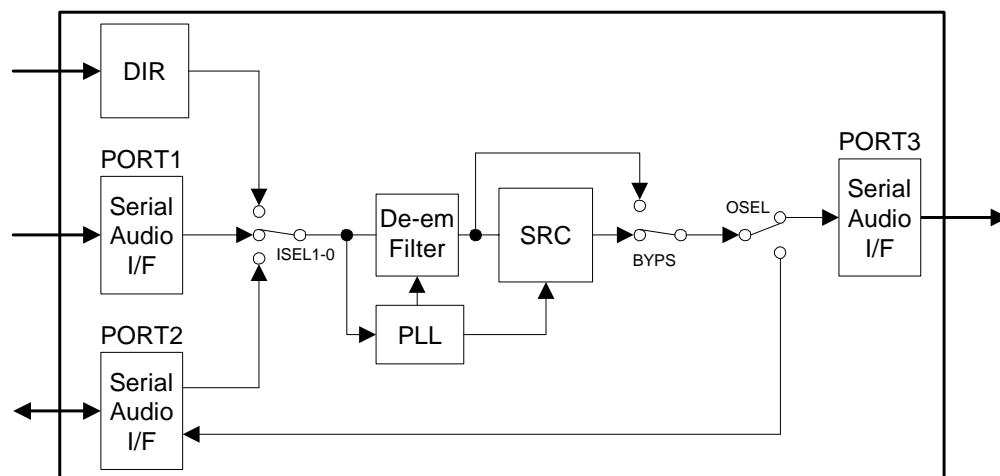 DIR
PORT1
Serial
Audio
I/F
ISEL1-0
De-em
Filter
SRC
PLL
BYPS
OSEL
PORT3
Serial
Audio
I/F
PORT2
Serial
Audio
I/F